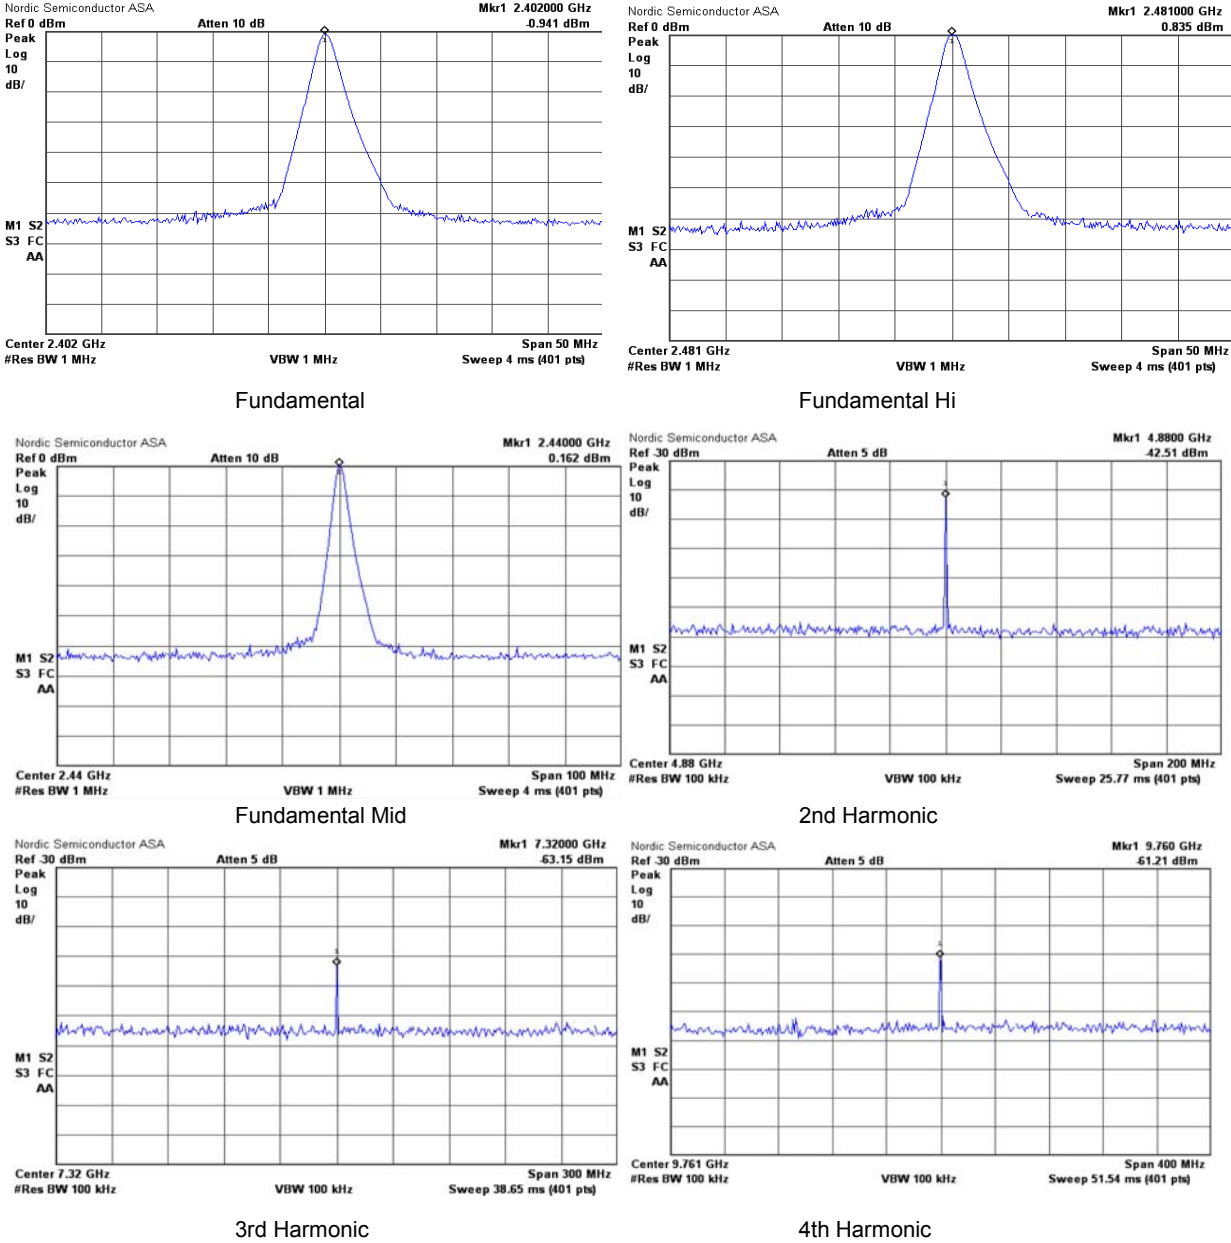 Nordic Semiconductor ASA
Mkr1 2.402000 GHz
Ref 0 dBm
Atten 10 dB
-0.941 dBm
Peak
Log
10
dB/
1
M1 S2
S3 FC
AA
Center 2.402 GHz
Span 50 MHz
#Res BW 1 MHz
VBW 1 MHz
Sweep 4 ms (401 pts)
Fundamental
Nordic Semiconductor ASA
Mkr1 2.481000 GHz
Ref 0 dBm
Atten 10 dB
0.835 dBm
Peak
Log
10
dB/
1
M1 S2
S3 FC
AA
Center 2.481 GHz
Span 50 MHz
#Res BW 1 MHz
VBW 1 MHz
Sweep 4 ms (401 pts)
Fundamental Hi
Nordic Semiconductor ASA
Mkr1 2.44000 GHz
Ref 0 dBm
Atten 10 dB
0.162 dBm
Peak
Log
10
dB/
M1 S2
S3 FC
AA
Center 2.44 GHz
Span 100 MHz
#Res BW 1 MHz
VBW 1 MHz
Sweep 4 ms (401 pts)
Fundamental Mid
Nordic Semiconductor ASA
Mkr1 4.8800 GHz
Ref -30 dBm
Atten 5 dB
-42.51 dBm
Peak
Log
10
dB/
1
M1 S2
S3 FC
AA
Center 4.88 GHz
Span 200 MHz
#Res BW 100 kHz
VBW 100 kHz
Sweep 25.77 ms (401 pts)
2nd Harmonic
Nordic Semiconductor ASA
Mkr1 7.32000 GHz
Ref -30 dBm
Atten 5 dB
-63.15 dBm
Peak
Log
10
dB/
1
M1 S2
S3 FC
AA
Center 7.32 GHz
Span 300 MHz
#Res BW 100 kHz
VBW 100 kHz
Sweep 38.65 ms (401 pts)
3rd Harmonic
Nordic Semiconductor ASA
Mkr1 9.760 GHz
Ref -30 dBm
Atten 5 dB
-61.21 dBm
Peak
Log
10
dB/
1
M1 S2
S3 FC
AA
Center 9.761 GHz
Span 400 MHz
#Res BW 100 kHz
VBW 100 kHz
Sweep 51.54 ms (401 pts)
4th Harmonic